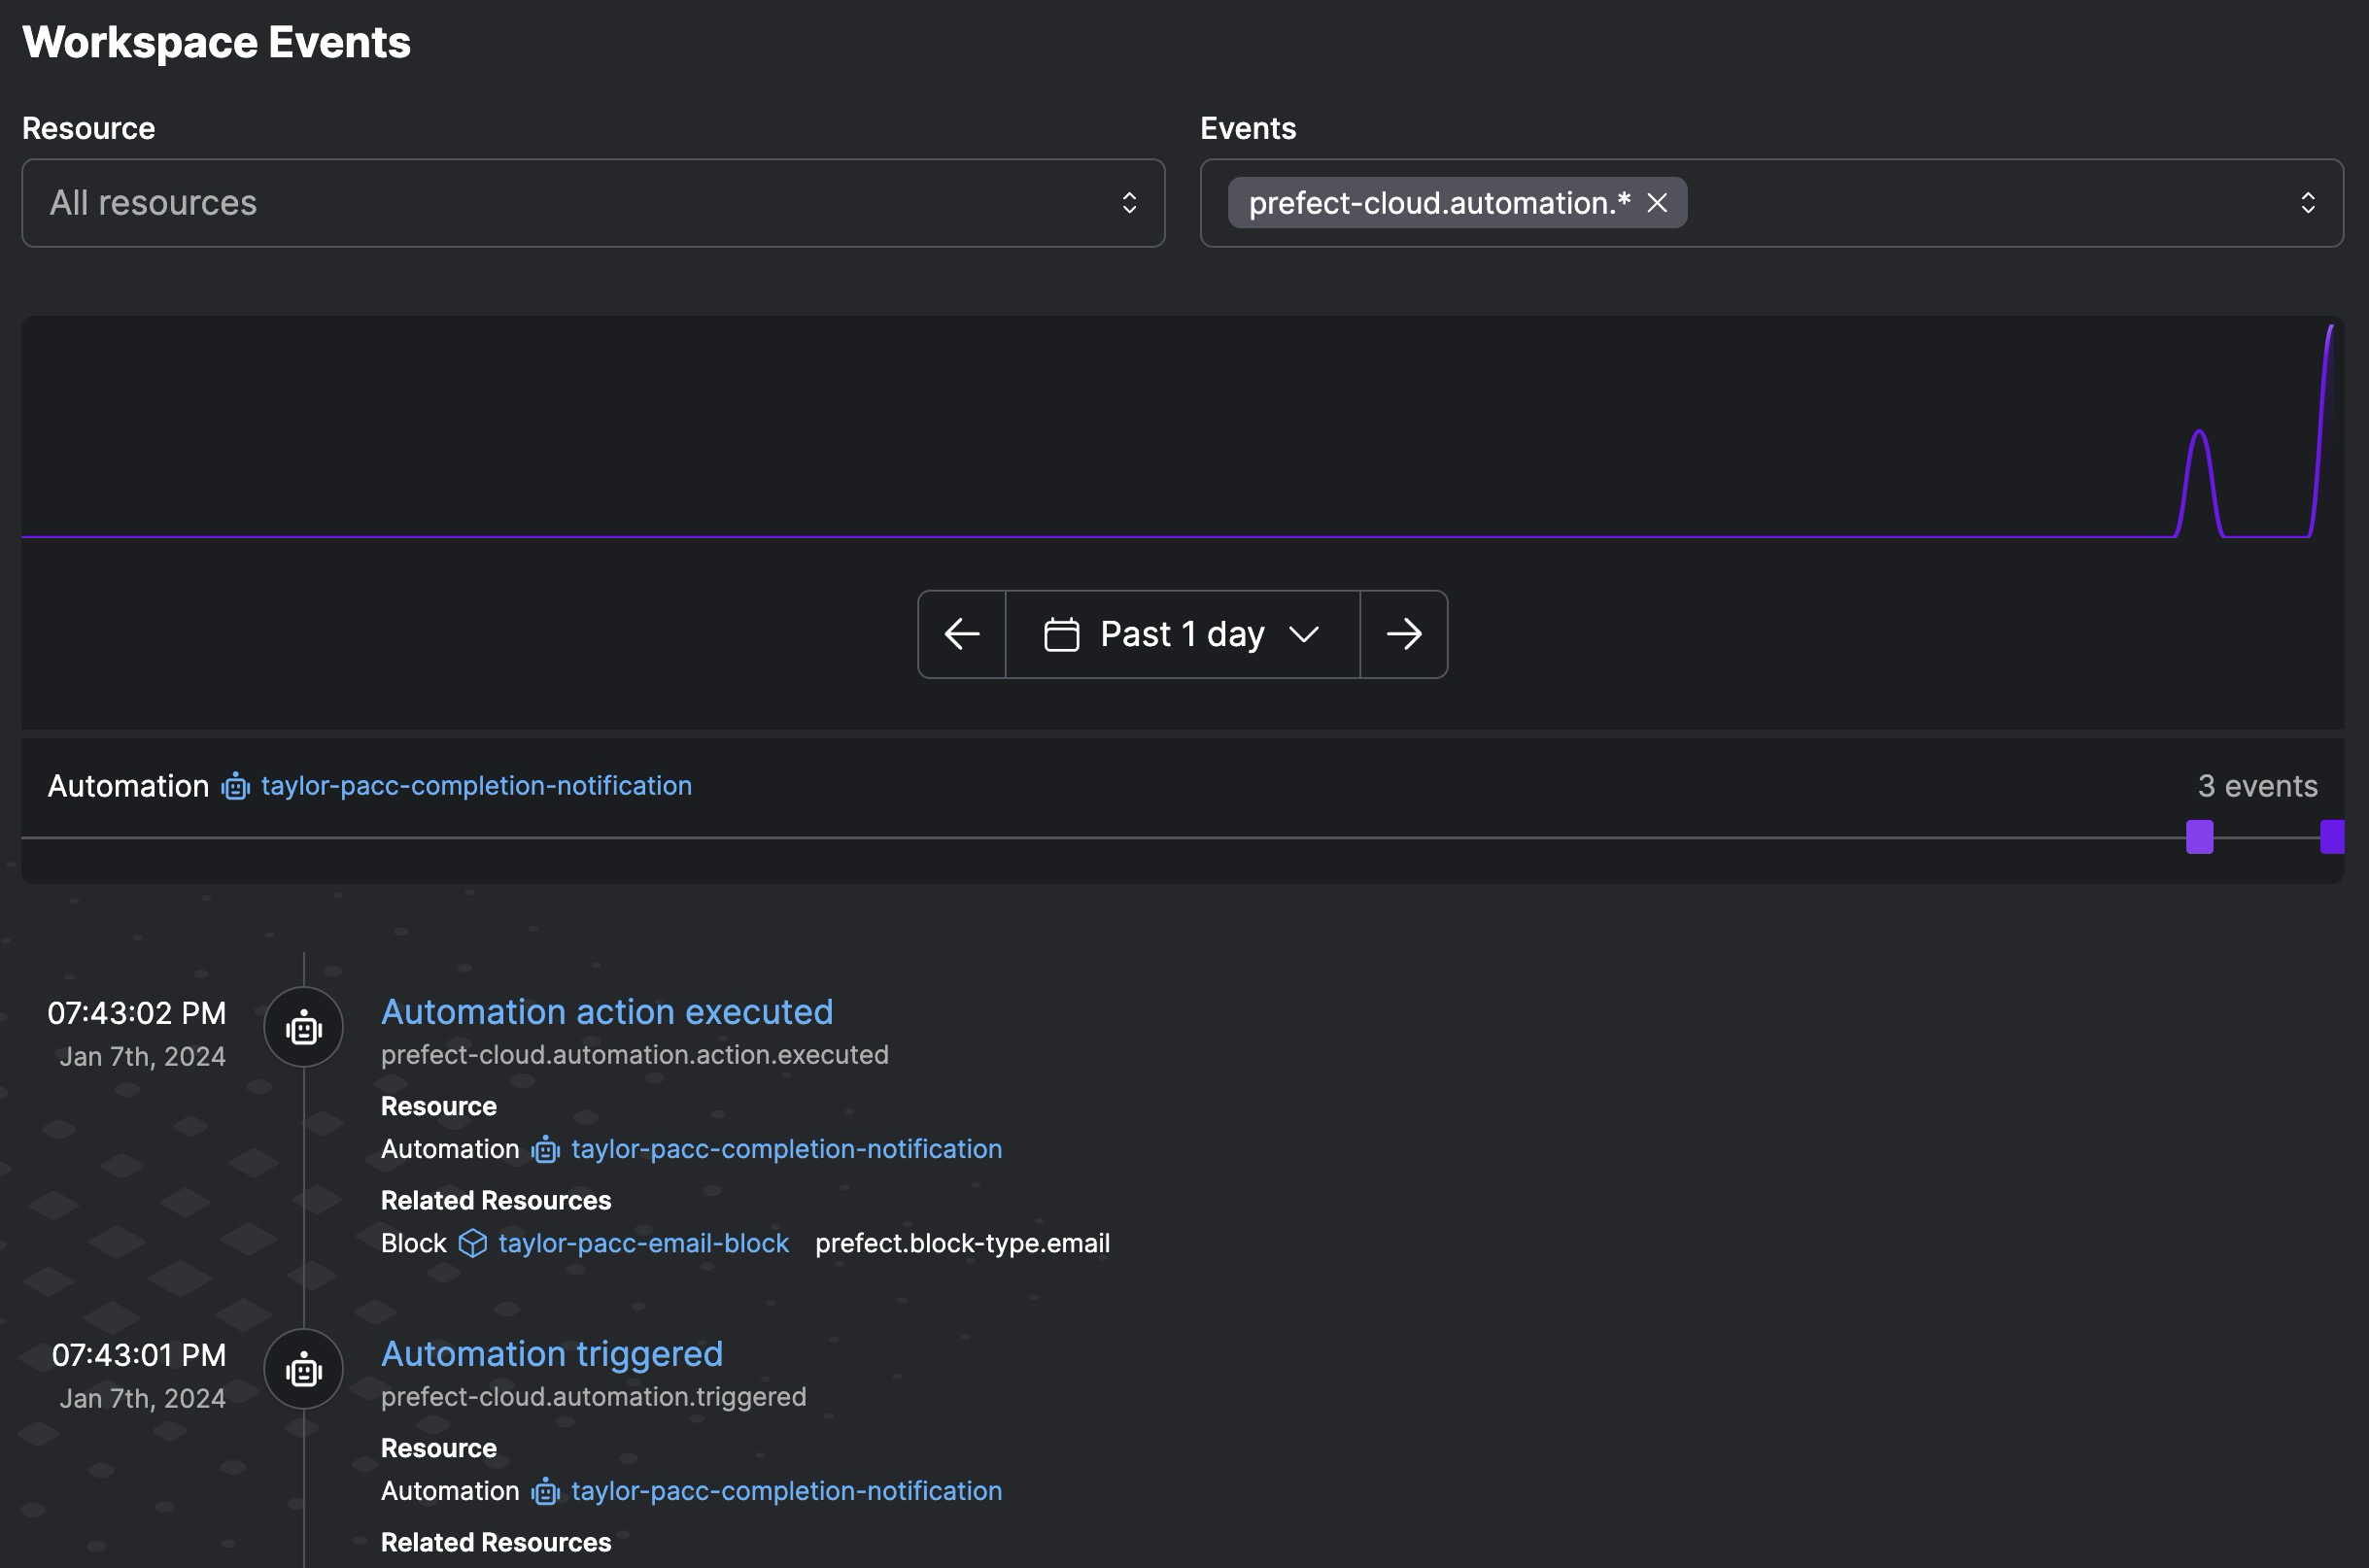 Workspace Events
Resource
Events
All resources
prefect-cloud.automation.*
Past 1 day
Automation taylor-pacc-completion-notification
3 events
07:43:02 PM
Jan 7th, 2024
Automation action executed
prefect-cloud.automation.action.executed
Resource
Automation taylor-pacc-completion-notification
Related Resources
Block taylor-pacc-email-block prefect.block-type.email
07:43:01 PM
Jan 7th, 2024
Automation triggered
prefect-cloud.automation.triggered
Resource
Automation taylor-pacc-completion-notification
Related Resources